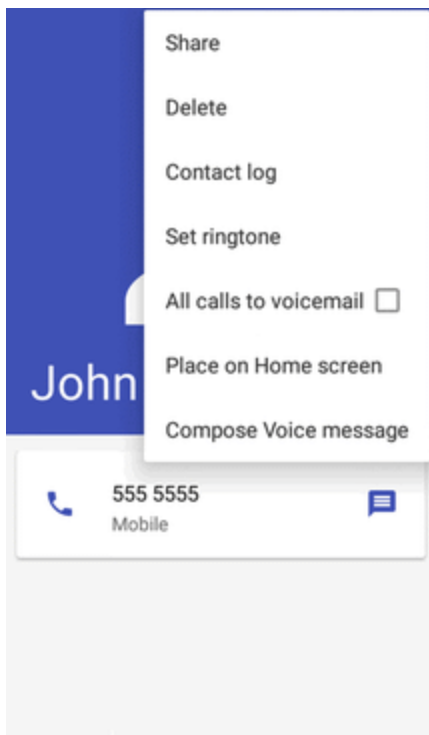 Share
Delete
Contact log
Set ringtone
All calls to voicemail
Place on Home screen
Compose Voice message
John
555 5555
Mobile